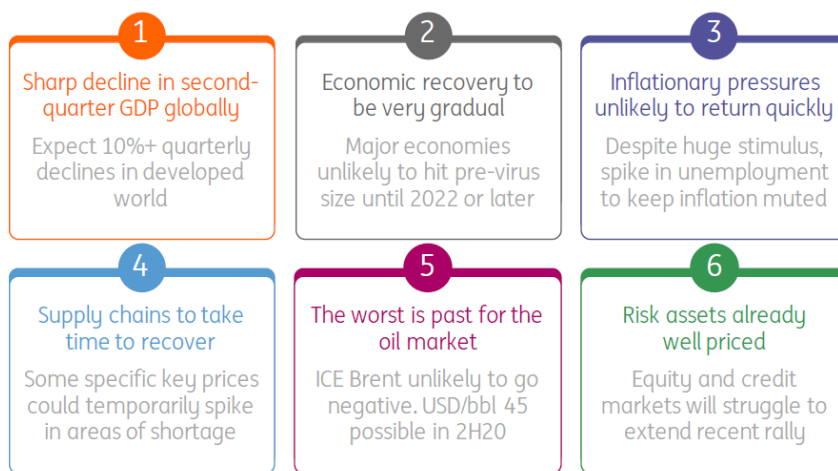 1
Sharp decline in second-
quarter GDP globally
Expect 10%+ quarterly
declines in developed
world
2
Economic recovery to
be very gradual
Major economies
unlikely to hit pre-virus
size until 2022 or later
3
Inflationary pressures
unlikely to return quickly
Despite huge stimulus,
spike in unemployment
to keep inflation muted
4
Supply chains to take
time to recover
Some specific key prices
could temporarily spike
in areas of shortage
5
The worst is past for the
oil market
ICE Brent unlikely to go
negative. USD/bbl 45
possible in 2H20
6
Risk assets already
well priced
Equity and credit
markets will struggle to
extend recent rally